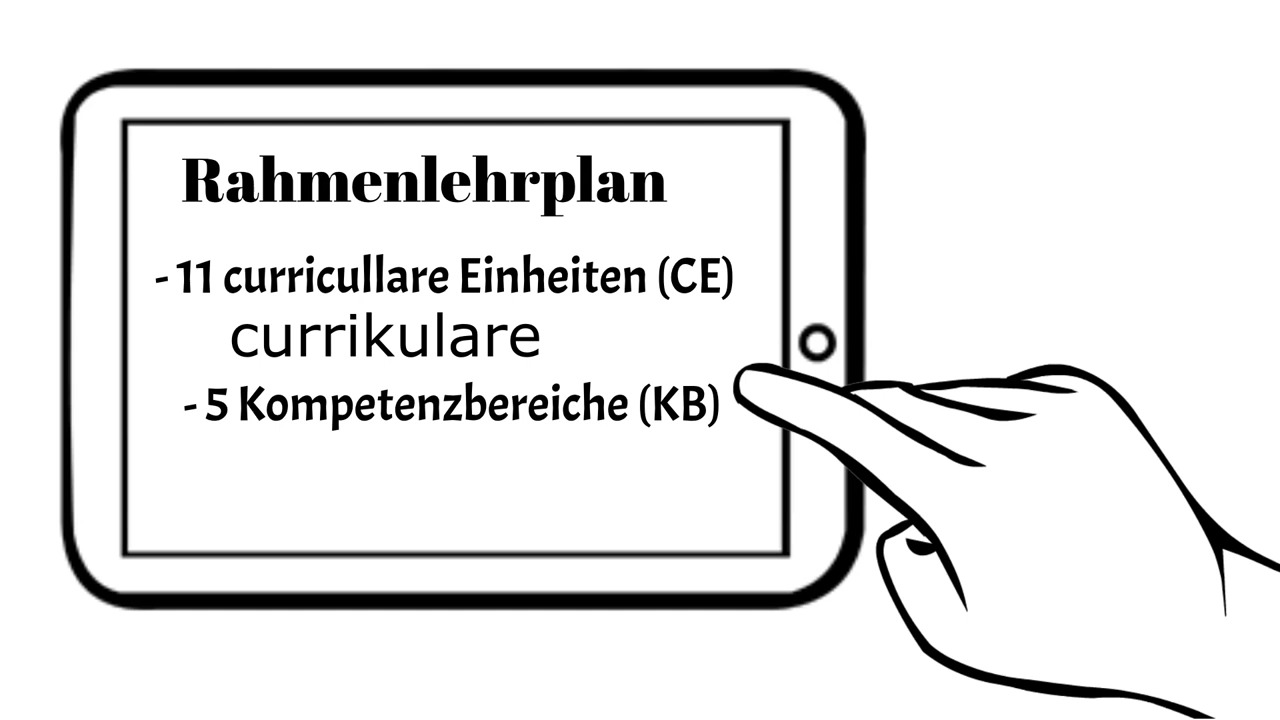 Rahmenlehrplan
- 11 curricullare Einheiten (CE)
currikulare
- 5 Kompetenzbereiche (KB)